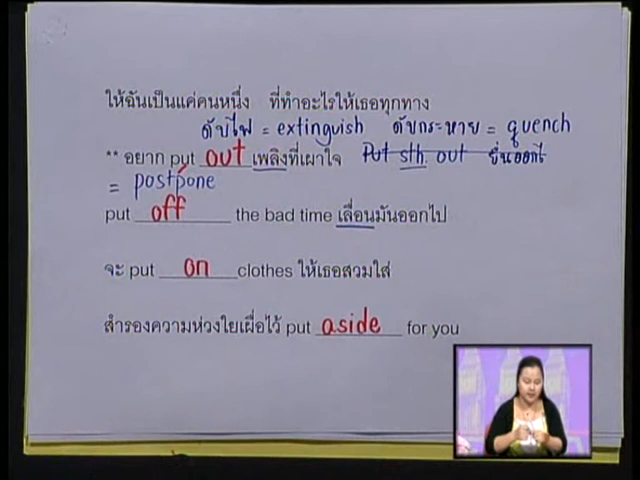 ให้ฉันเป็นแค่คนหนึ่ง ที่ทำอะไรให้เธอทุกทาง
ดับไฟ = extinguish ดับกระหาย = quench
** อยาก put out เพลิงที่เผาใจ Put sth. out ยื่นออกไ
= postpone
put off the bad time เลื่อนมันออกไป
จะ put on clothes ให้เธอสวมใส่
สำรองความห่วงใยเผื่อไว้ put aside for you